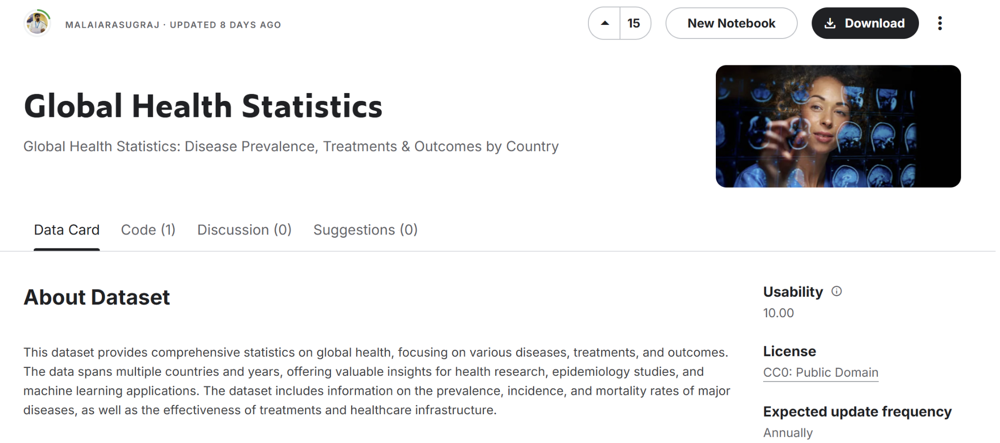 MALAIARASUGRAJ · UPDATED 8 DAYS AGO
15
New Notebook
Download
Global Health Statistics
Global Health Statistics: Disease Prevalence, Treatments & Outcomes by Country
Data Card
Code (1)
Discussion (0)
Suggestions (0)
About Dataset
This dataset provides comprehensive statistics on global health, focusing on various diseases, treatments, and outcomes.
The data spans multiple countries and years, offering valuable insights for health research, epidemiology studies, and
machine learning applications. The dataset includes information on the prevalence, incidence, and mortality rates of major
diseases, as well as the effectiveness of treatments and healthcare infrastructure.
Usability
10.00
License
CC0: Public Domain
Expected update frequency
Annually